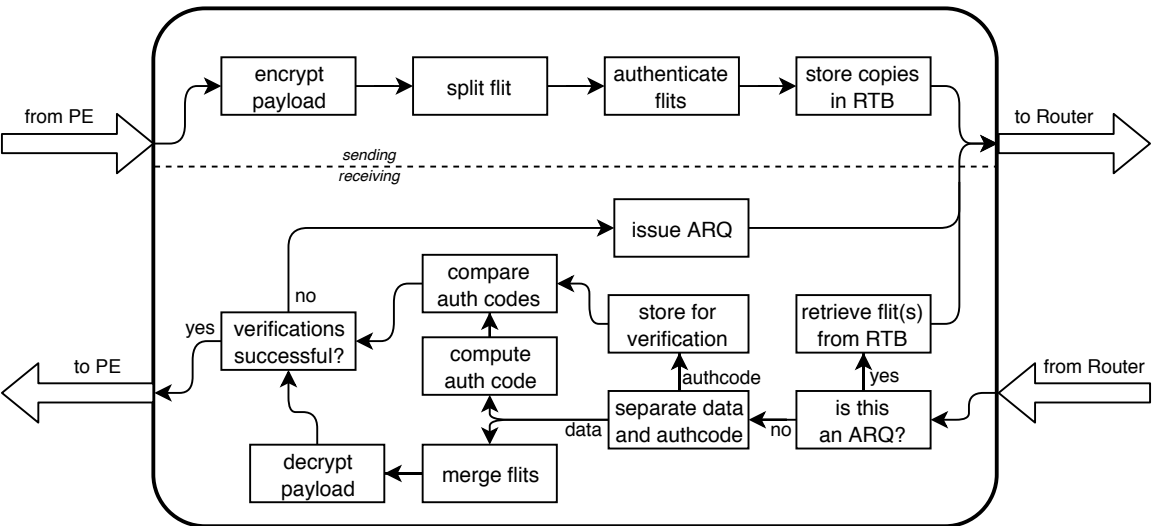 encrypt
payload
split flit
authenticate
flits
store copies
in RTB
from PE
to Router
sending
receiving
issue ARQ
compare
auth codes
no
store for
verification
retrieve flit(s)
from RTB
yes
verifications
successful?
compute
auth code
to PE
from Router
authcode
yes
separate data
and authcode
is this
an ARQ?
data
no
decrypt
payload
merge flits